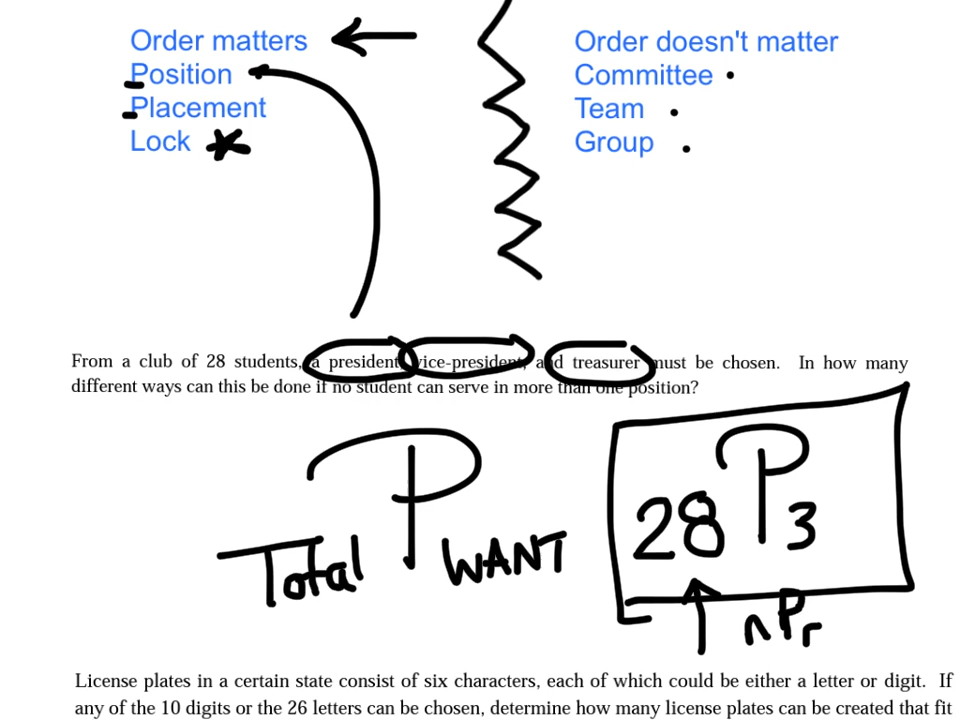 Order matters
Position
Placement
Lock
Order doesn't matter
Committee
Team
Group
From a club of 28 students, a president, vice-president, and treasurer must be chosen. In how many
different ways can this be done if no student can serve in more than one position?
Total P WANT
28 P 3
nPr
License plates in a certain state consist of six characters, each of which could be either a letter or digit. If
any of the 10 digits or the 26 letters can be chosen, determine how many license plates can be created that fit